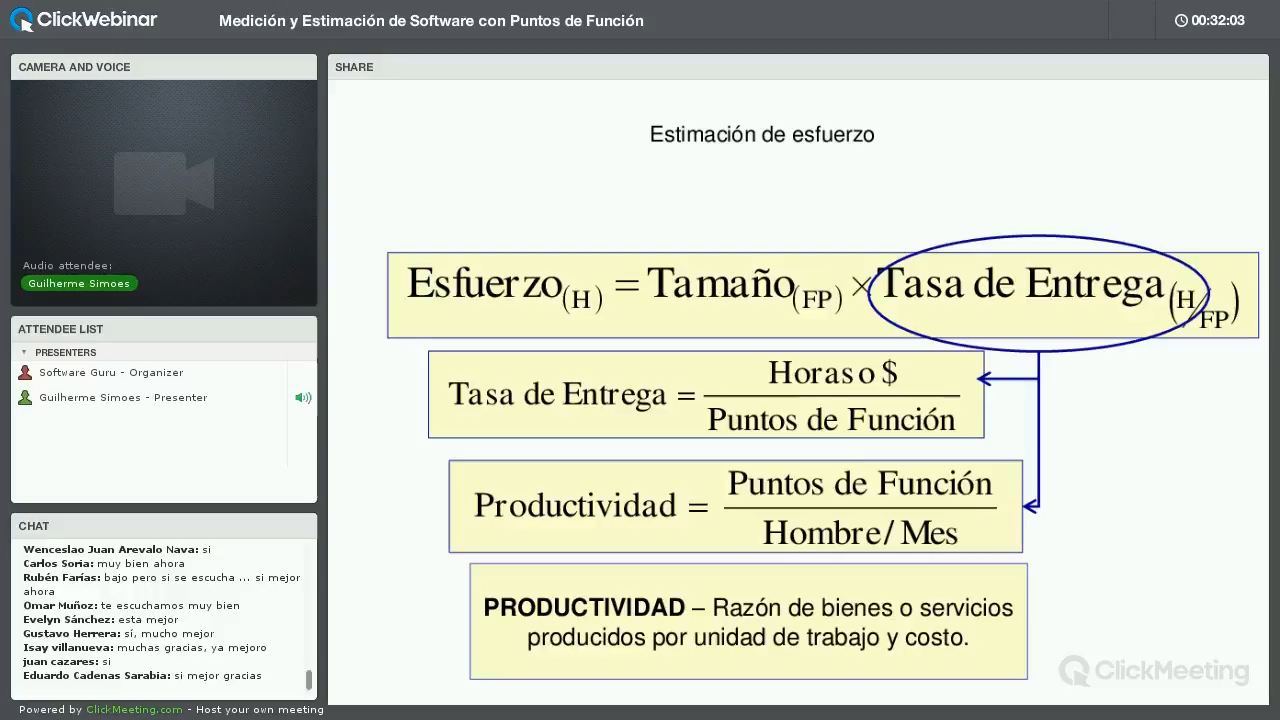 ClickWebinar
Medición y Estimación de Software con Puntos de Función
00:32:03
CAMERA AND VOICE
Audio attendee:
Guilherme Simoes
ATTENDEE LIST
PRESENTERS
Software Guru - Organizer
Guilherme Simoes - Presenter
CHAT
Wenceslao Juan Arevalo Nava: si
Carlos Soria: muy bien ahora
Rubén Farías: bajo pero si se escucha ... si mejor
ahora
Omar Muñoz: te escuchamos muy bien
Evelyn Sánchez: esta mejor
Gustavo Herrera: sí, mucho mejor
Isay villanueva: muchas gracias, ya mejoro
juan cazares: si
Eduardo Cadenas Sarabia: si mejor gracias
Powered by ClickMeeting.com - Host your own meeting
SHARE
Estimación de esfuerzo
Esfuerzo(H) = Tamaño(FP) × Tasa de Entrega(H/FP)
Tasa de Entrega = Horas o $ / Puntos de Función
Productividad = Puntos de Función / Hombre/Mes
PRODUCTIVIDAD – Razón de bienes o servicios
producidos por unidad de trabajo y costo.
ClickMeeting